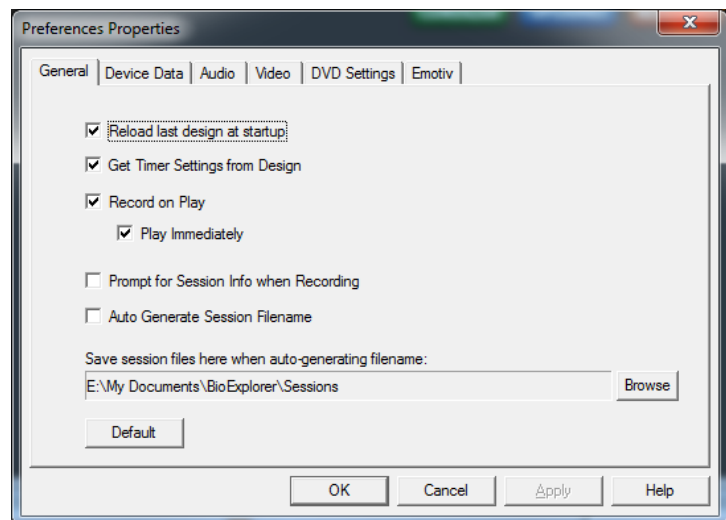 Preferences Properties
General Device Data Audio Video DVD Settings Emotiv
Reload last design at startup
Get Timer Settings from Design
Record on Play
Play Immediately
Prompt for Session Info when Recording
Auto Generate Session Filename
Save session files here when auto-generating filename:
E:\My Documents\BioExplorer\Sessions Browse
Default
OK Cancel Apply Help